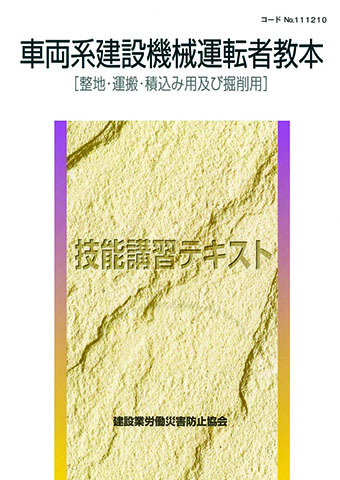 コード No.111210
車両系建設機械運転者教本
［整地・運搬・積込み用及び掘削用］
技能講習テキスト
建設業労働災害防止協会